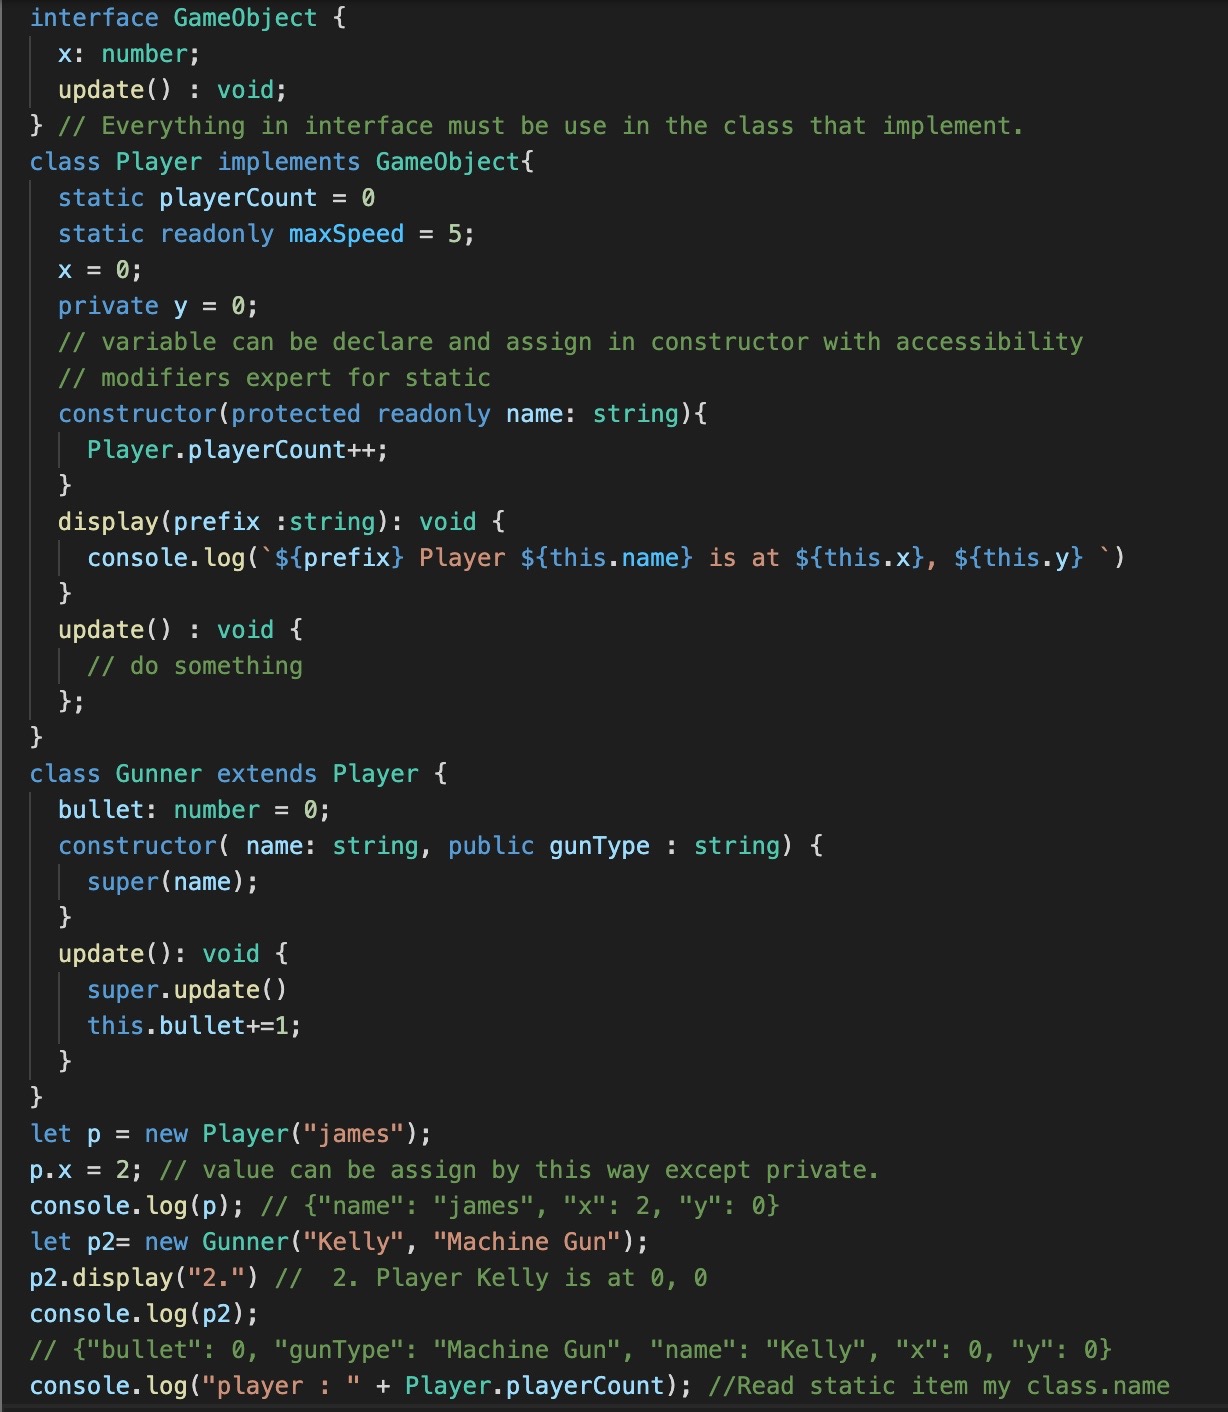 interface GameObject {
  x: number;
  update() : void;
} // Everything in interface must be use in the class that implement.
class Player implements GameObject{
  static playerCount = 0
  static readonly maxSpeed = 5;
  x = 0;
  private y = 0;
  // variable can be declare and assign in constructor with accessibility
  // modifiers expert for static
  constructor(protected readonly name: string){
    Player.playerCount++;
  }
  display(prefix :string): void {
    console.log(`${prefix} Player ${this.name} is at ${this.x}, ${this.y} `)
  }
  update() : void {
    // do something
  };
}
class Gunner extends Player {
  bullet: number = 0;
  constructor( name: string, public gunType : string) {
    super(name);
  }
  update(): void {
    super.update()
    this.bullet+=1;
  }
}
let p = new Player("james");
p.x = 2; // value can be assign by this way except private.
console.log(p); // {"name": "james", "x": 2, "y": 0}
let p2= new Gunner("Kelly", "Machine Gun");
p2.display("2.") //  2. Player Kelly is at 0, 0
console.log(p2);
// {"bullet": 0, "gunType": "Machine Gun", "name": "Kelly", "x": 0, "y": 0}
console.log("player : " + Player.playerCount); //Read static item my class.name